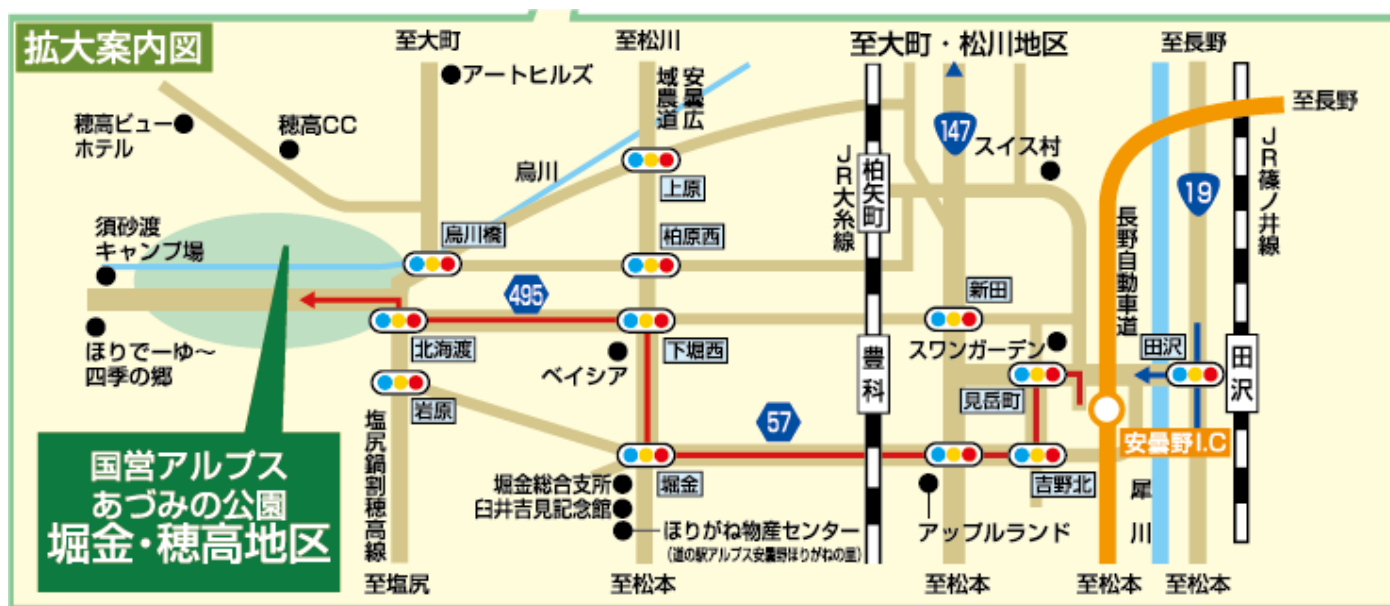 拡大案内図
至大町
至松川
至大町・松川地区
至長野
至長野
アートヒルズ
安曇広
域農道
穂高ビュー
ホテル
穂高CC
烏川
上原
147
スイス村
19
JR篠ノ井線
JR大糸線
柏矢町
長野自動車道
須砂渡
キャンプ場
烏川橋
柏原西
495
新田
北海渡
下堀西
ベイシア
スワンガーデン
田沢
田沢
ほりでーゆ〜
四季の郷
豊科
見岳町
岩原
57
安曇野I.C
塩尻鍋割穂高線
国営アルプス
あづみの公園
堀金・穂高地区
堀金
吉野北
堀金総合支所
臼井吉見記念館
ほりがね物産センター
(道の駅アルプス安曇野ほりがねの里)
アップルランド
犀川
至塩尻
至松本
至松本
至松本
至松本